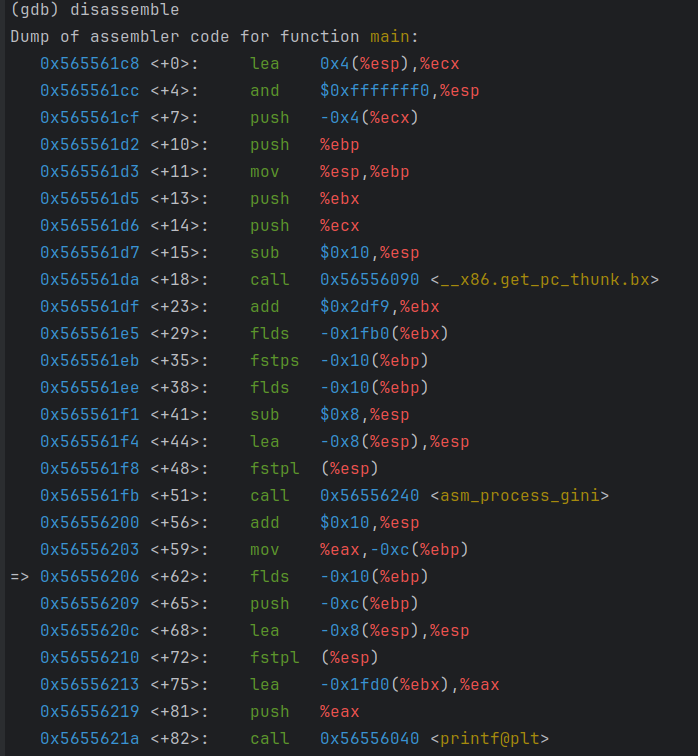 (gdb) disassemble
Dump of assembler code for function main:
   0x565561c8 <+0>:     lea    0x4(%esp),%ecx
   0x565561cc <+4>:     and    $0xfffffff0,%esp
   0x565561cf <+7>:     push   -0x4(%ecx)
   0x565561d2 <+10>:    push   %ebp
   0x565561d3 <+11>:    mov    %esp,%ebp
   0x565561d5 <+13>:    push   %ebx
   0x565561d6 <+14>:    push   %ecx
   0x565561d7 <+15>:    sub    $0x10,%esp
   0x565561da <+18>:    call   0x56556090 <__x86.get_pc_thunk.bx>
   0x565561df <+23>:    add    $0x2df9,%ebx
   0x565561e5 <+29>:    flds   -0x1fb0(%ebx)
   0x565561eb <+35>:    fstps  -0x10(%ebp)
   0x565561ee <+38>:    flds   -0x10(%ebp)
   0x565561f1 <+41>:    sub    $0x8,%esp
   0x565561f4 <+44>:    lea    -0x8(%esp),%esp
   0x565561f8 <+48>:    fstpl  (%esp)
   0x565561fb <+51>:    call   0x56556240 <asm_process_gini>
   0x56556200 <+56>:    add    $0x10,%esp
   0x56556203 <+59>:    mov    %eax,-0xc(%ebp)
=> 0x56556206 <+62>:    flds   -0x10(%ebp)
   0x56556209 <+65>:    push   -0xc(%ebp)
   0x5655620c <+68>:    lea    -0x8(%esp),%esp
   0x56556210 <+72>:    fstpl  (%esp)
   0x56556213 <+75>:    lea    -0x1fd0(%ebx),%eax
   0x56556219 <+81>:    push   %eax
   0x5655621a <+82>:    call   0x56556040 <printf@plt>